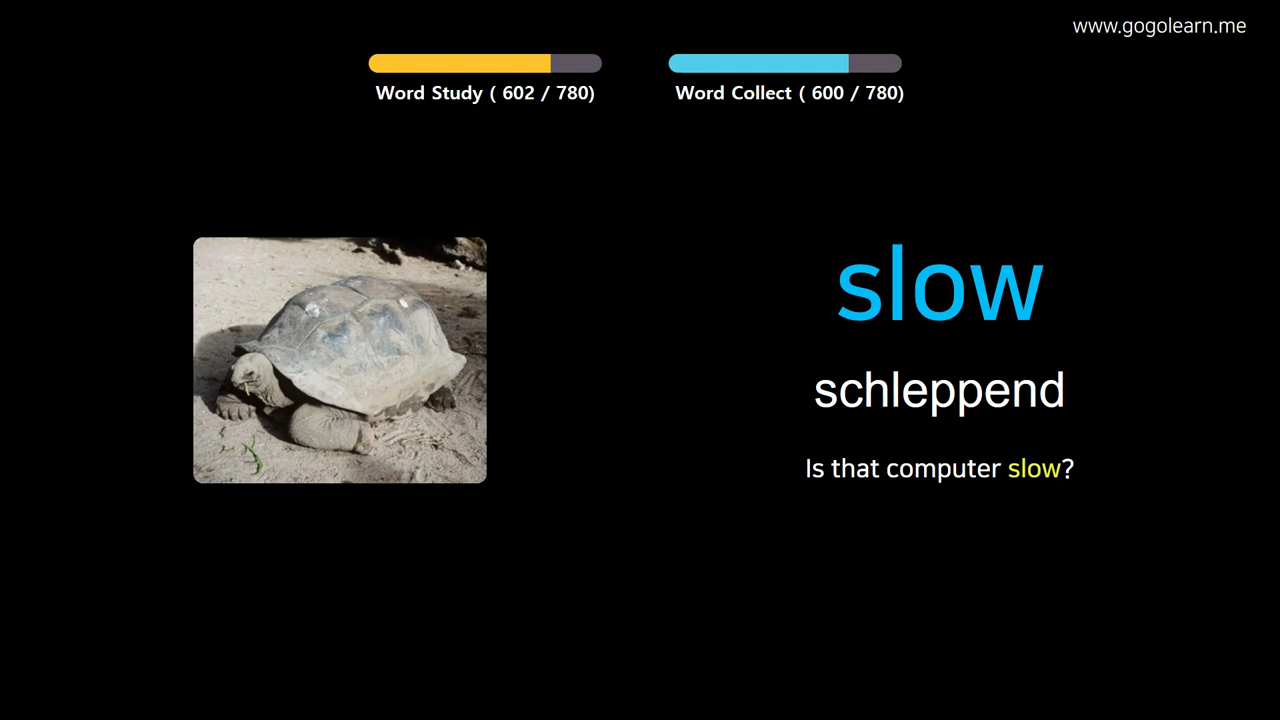 www.gogolearn.me
Word Study ( 602 / 780)
Word Collect ( 600 / 780)
slow
schleppend
Is that computer slow?